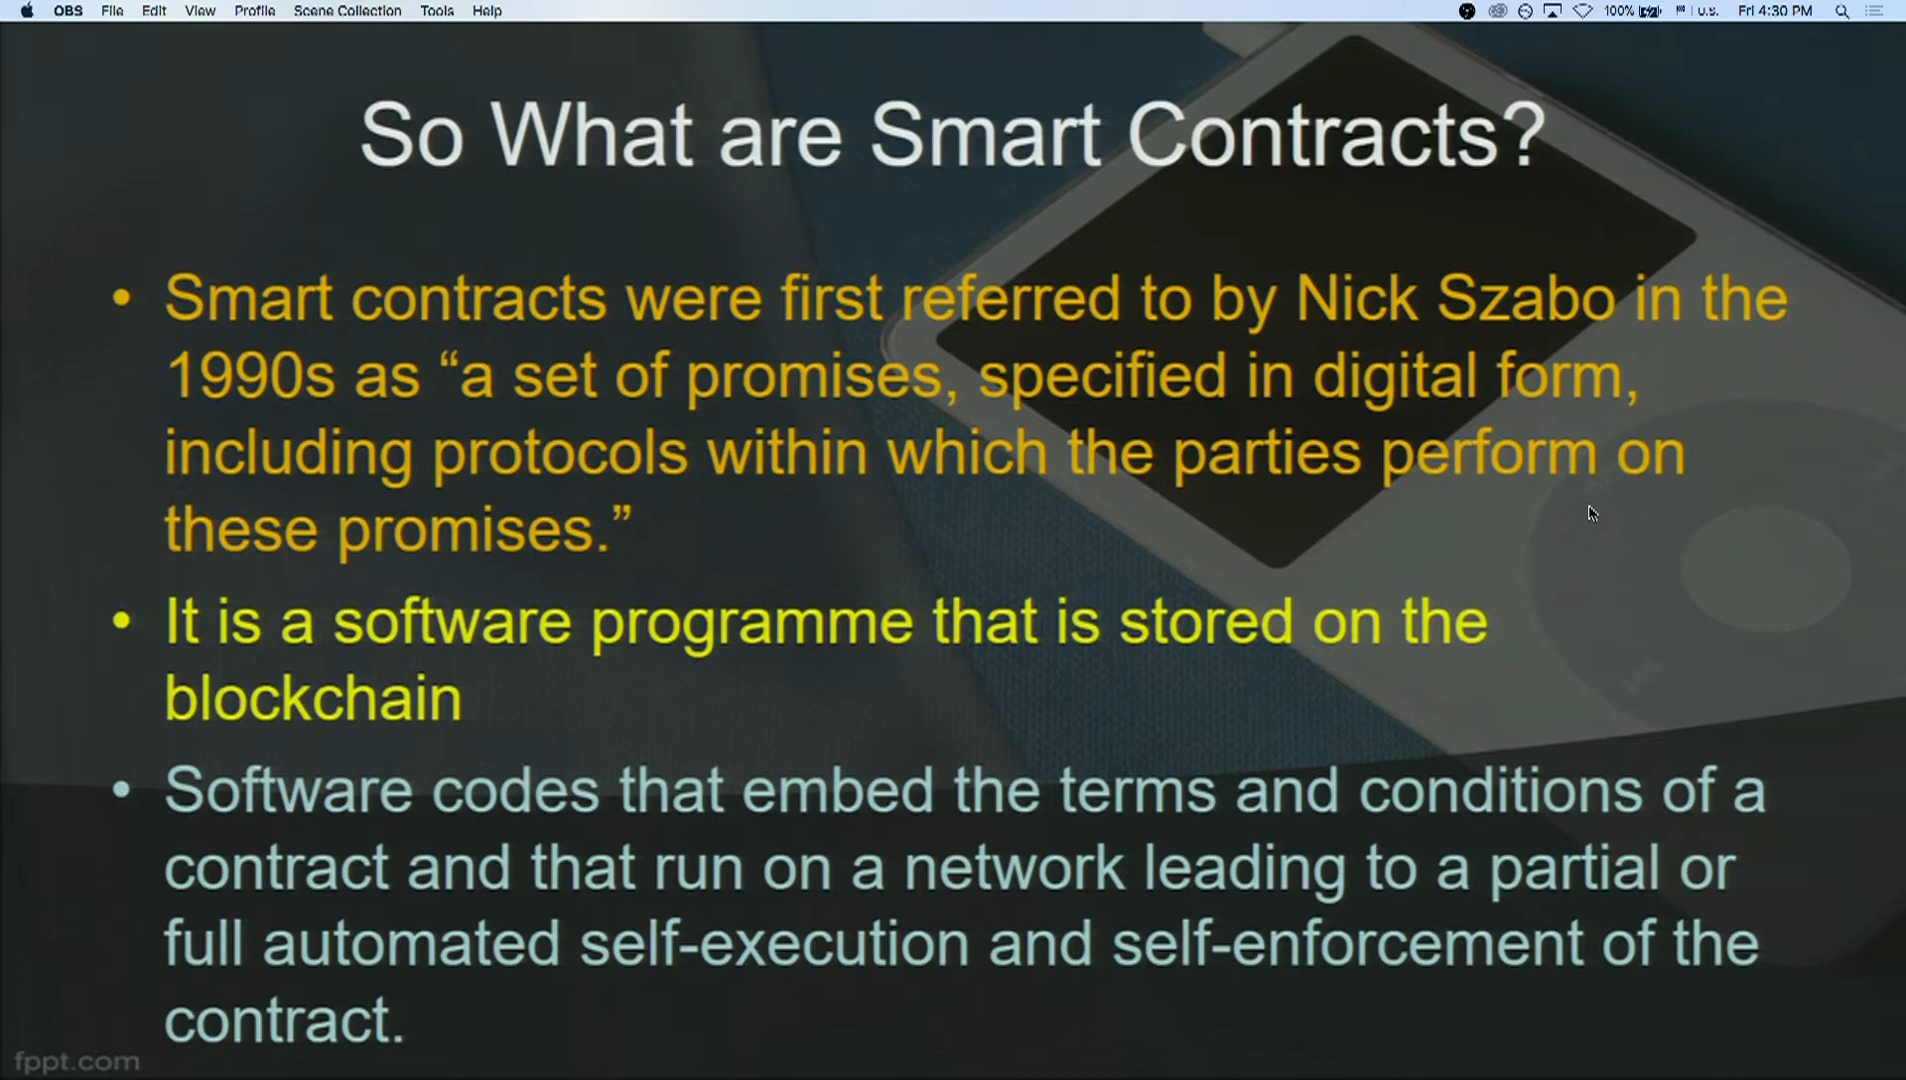 OBS File Edit View Profile Scene Collection Tools Help 100% U.S. Fri 4:30 PM
So What are Smart Contracts?
• Smart contracts were first referred to by Nick Szabo in the
1990s as “a set of promises, specified in digital form,
including protocols within which the parties perform on
these promises.”
• It is a software programme that is stored on the
blockchain
• Software codes that embed the terms and conditions of a
contract and that run on a network leading to a partial or
full automated self-execution and self-enforcement of the
contract.
fppt.com